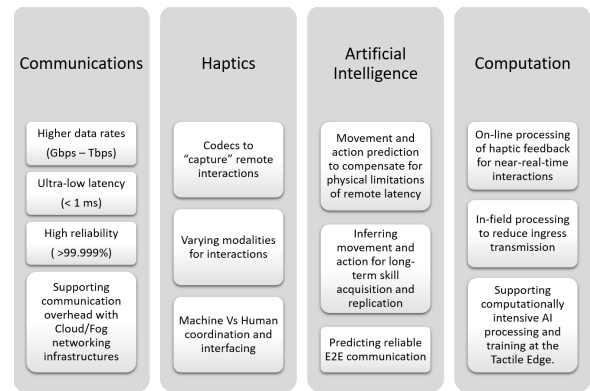 Communications
Higher data rates
(Gbps – Tbps)
Ultra-low latency
(< 1 ms)
High reliability
( >99.999%)
Supporting
communication
overhead with
Cloud/Fog
networking
infrastructures
Haptics
Codecs to
“capture” remote
interactions
Varying modalities
for interactions
Machine Vs Human
coordination and
interfacing
Artificial
Intelligence
Movement and
action prediction
to compensate for
physical limitations
of remote latency
Inferring
movement and
action for long-
term skill
acquisition and
replication
Predicting reliable
E2E communication
Computation
On-line processing
of haptic feedback
for near-real-time
interactions
In-field processing
to reduce ingress
transmission
Supporting
computationally
intensive AI
processing and
training at the
Tactile Edge.